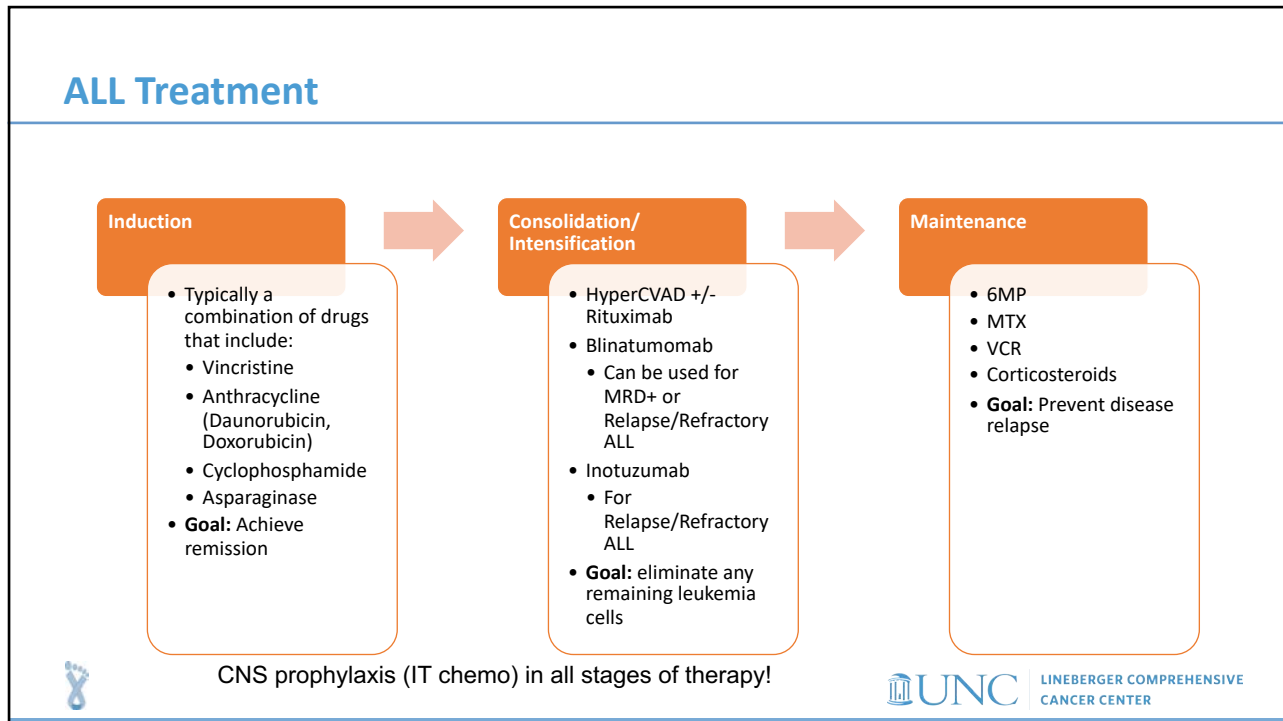 ALL Treatment
Induction
• Typically a
combination of drugs
that include:
• Vincristine
• Anthracycline
(Daunorubicin,
Doxorubicin)
• Cyclophosphamide
• Asparaginase
• Goal: Achieve
remission
Consolidation/
Intensification
• HyperCVAD +/-
Rituximab
• Blinatumomab
• Can be used for
MRD+ or
Relapse/Refractory
ALL
• Inotuzumab
• For
Relapse/Refractory
ALL
• Goal: eliminate any
remaining leukemia
cells
Maintenance
• 6MP
• MTX
• VCR
• Corticosteroids
• Goal: Prevent disease
relapse
CNS prophylaxis (IT chemo) in all stages of therapy!
UNC
LINEBERGER COMPREHENSIVE
CANCER CENTER